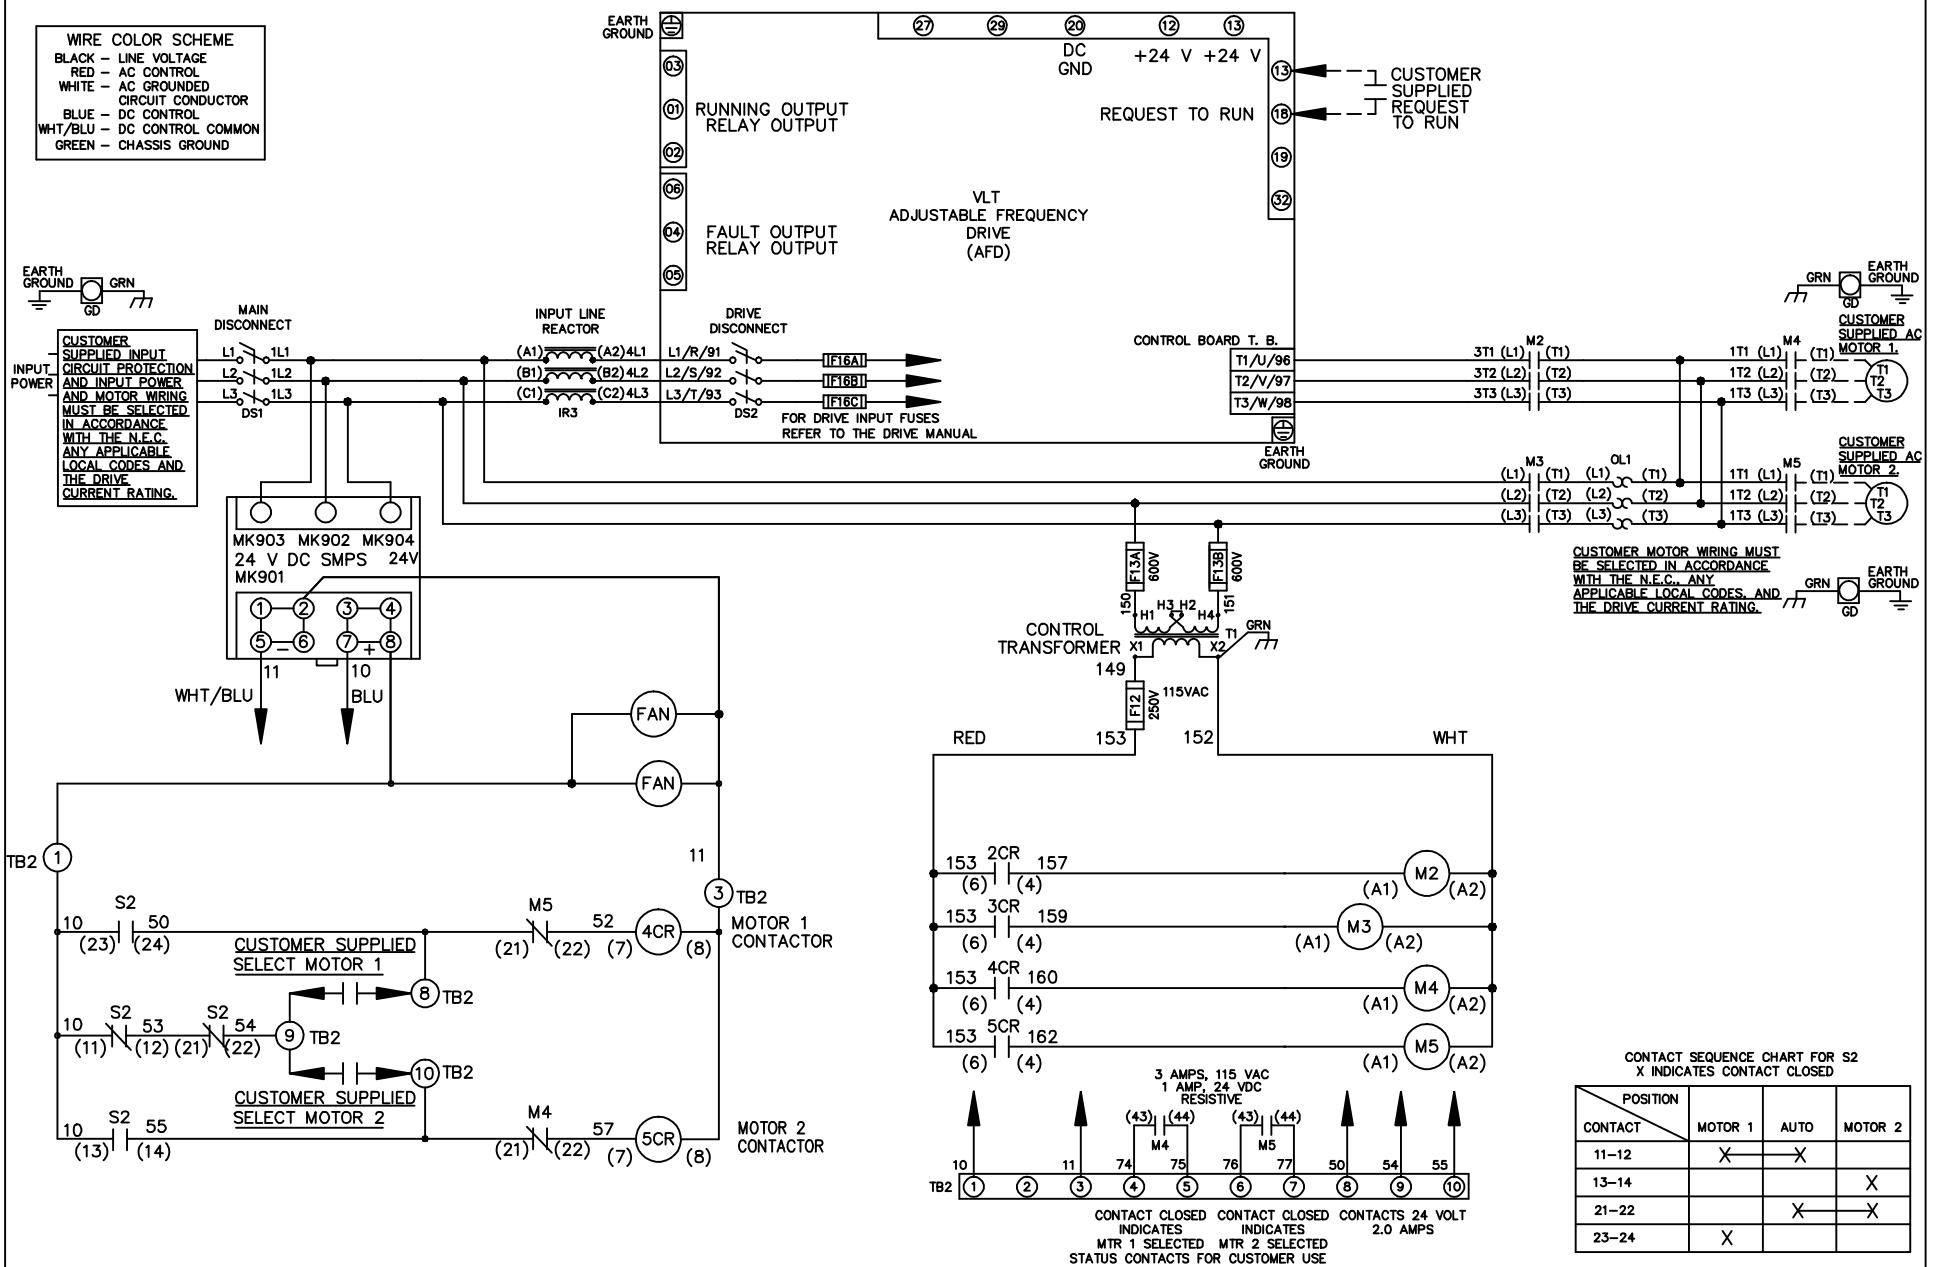 WIRE COLOR SCHEME
BLACK – LINE VOLTAGE
RED – AC CONTROL
WHITE – AC GROUNDED
CIRCUIT CONDUCTOR
BLUE – DC CONTROL
WHT/BLU – DC CONTROL COMMON
GREEN – CHASSIS GROUND
EARTH
GROUND
27 29 20 12 13
DC
GND
+24 V +24 V
03
01
02
RUNNING OUTPUT
RELAY OUTPUT
06
04
05
FAULT OUTPUT
RELAY OUTPUT
13
REQUEST TO RUN 18
19
32
CUSTOMER
SUPPLIED
REQUEST
TO RUN
VLT
ADJUSTABLE FREQUENCY
DRIVE
(AFD)
EARTH
GROUND
GRN
GD
INPUT
POWER
CUSTOMER
SUPPLIED INPUT
CIRCUIT PROTECTION
AND INPUT POWER
AND MOTOR WIRING
MUST BE SELECTED
IN ACCORDANCE
WITH THE N.E.C.
ANY APPLICABLE
LOCAL CODES AND
THE DRIVE
CURRENT RATING.
MAIN
DISCONNECT
L1 1L1
L2 1L2
L3 1L3
DS1
INPUT LINE
REACTOR
(A1) (A2) 4L1
(B1) (B2) 4L2
(C1) (C2) 4L3
IR3
DRIVE
DISCONNECT
L1/R/91
L2/S/92
L3/T/93
DS2
F16A
F16B
F16C
FOR DRIVE INPUT FUSES
REFER TO THE DRIVE MANUAL
CONTROL BOARD T. B.
T1/U/96
T2/V/97
T3/W/98
EARTH
GROUND
M2
3T1 (L1) (T1)
3T2 (L2) (T2)
3T3 (L3) (T3)
M4
1T1 (L1) (T1)
1T2 (L2) (T2)
1T3 (L3) (T3)
GRN
GD
EARTH
GROUND
CUSTOMER
SUPPLIED AC
MOTOR 1.
T1
T2
T3
M3
(L1) (T1)
(L2) (T2)
(L3) (T3)
OL1
(L1) (T1)
(L2) (T2)
(L3) (T3)
M5
1T1 (L1) (T1)
1T2 (L2) (T2)
1T3 (L3) (T3)
CUSTOMER
SUPPLIED AC
MOTOR 2.
T1
T2
T3
CUSTOMER MOTOR WIRING MUST
BE SELECTED IN ACCORDANCE
WITH THE N.E.C., ANY
APPLICABLE LOCAL CODES, AND
THE DRIVE CURRENT RATING.
GRN
GD
EARTH
GROUND
MK903 MK902 MK904
24 V DC SMPS 24V
MK901
1 2 3 4
5 – 6 7 + 8
11 10
WHT/BLU BLU
FAN
FAN
F13A 600V
F13B 600V
150 151
H1 H3 H2 H4
CONTROL
TRANSFORMER
X1 X2 T1 GRN
149
F12 250V
115VAC
153 152
RED WHT
TB2 1
11
3 TB2
S2
10 50
(23) (24)
M5
(21) (22)
52
(7) 4CR (8)
MOTOR 1
CONTACTOR
CUSTOMER SUPPLIED
SELECT MOTOR 1
8 TB2
S2 S2
10 53 54
(11) (12) (21) (22)
9 TB2
10 TB2
CUSTOMER SUPPLIED
SELECT MOTOR 2
S2
10 55
(13) (14)
M4
(21) (22)
57
(7) 5CR (8)
MOTOR 2
CONTACTOR
153 2CR 157
(6) (4)
(A1) M2 (A2)
153 3CR 159
(6) (4)
(A1) M3 (A2)
153 4CR 160
(6) (4)
(A1) M4 (A2)
153 5CR 162
(6) (4)
(A1) M5 (A2)
3 AMPS, 115 VAC
1 AMP, 24 VDC
RESISTIVE
(43) (44) (43) (44)
M4 M5
10 11 74 75 76 77 50 54 55
TB2 1 2 3 4 5 6 7 8 9 10
CONTACT CLOSED
INDICATES
MTR 1 SELECTED
CONTACT CLOSED
INDICATES
MTR 2 SELECTED
STATUS CONTACTS FOR CUSTOMER USE
CONTACTS 24 VOLT
2.0 AMPS
CONTACT SEQUENCE CHART FOR S2
X INDICATES CONTACT CLOSED
POSITION
CONTACT MOTOR 1 AUTO MOTOR 2
11–12 X X
13–14 X
21–22 X X
23–24 X